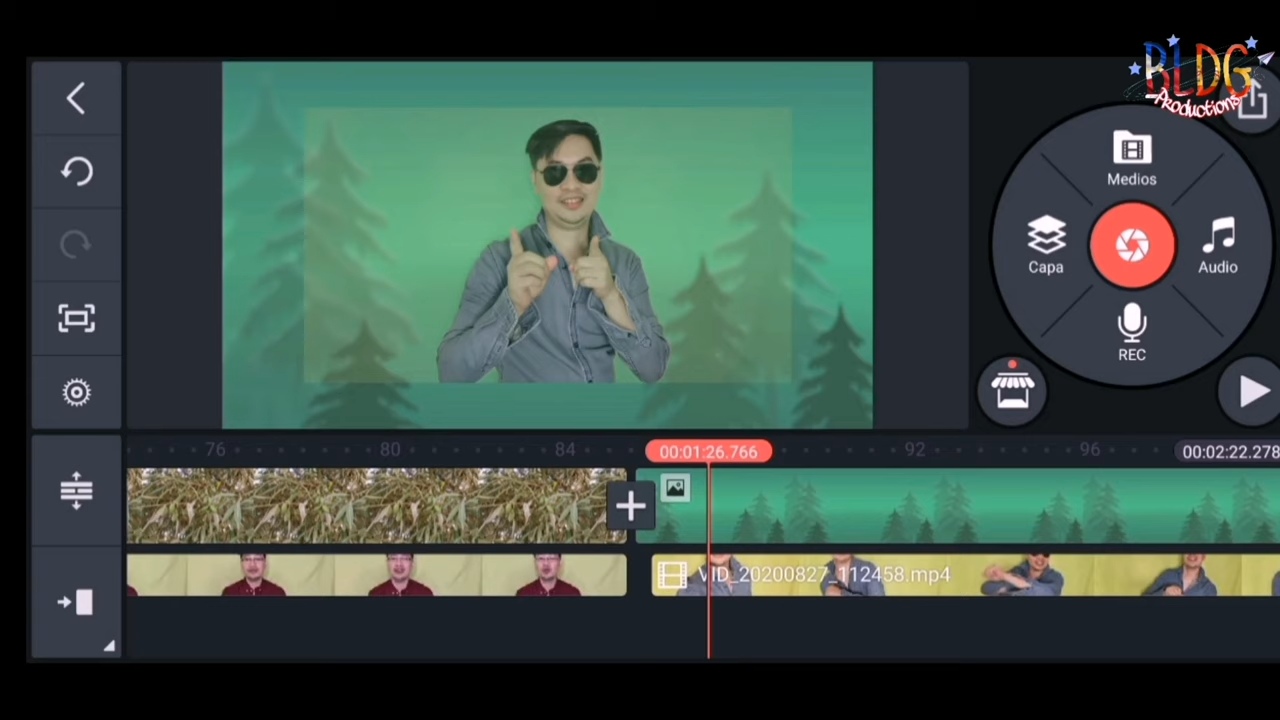 BLDG
Productions
Medios
Capa
Audio
REC
76
80
84
00:01:26.766
92
96
00:02:22.278
VID_20200827_112458.mp4